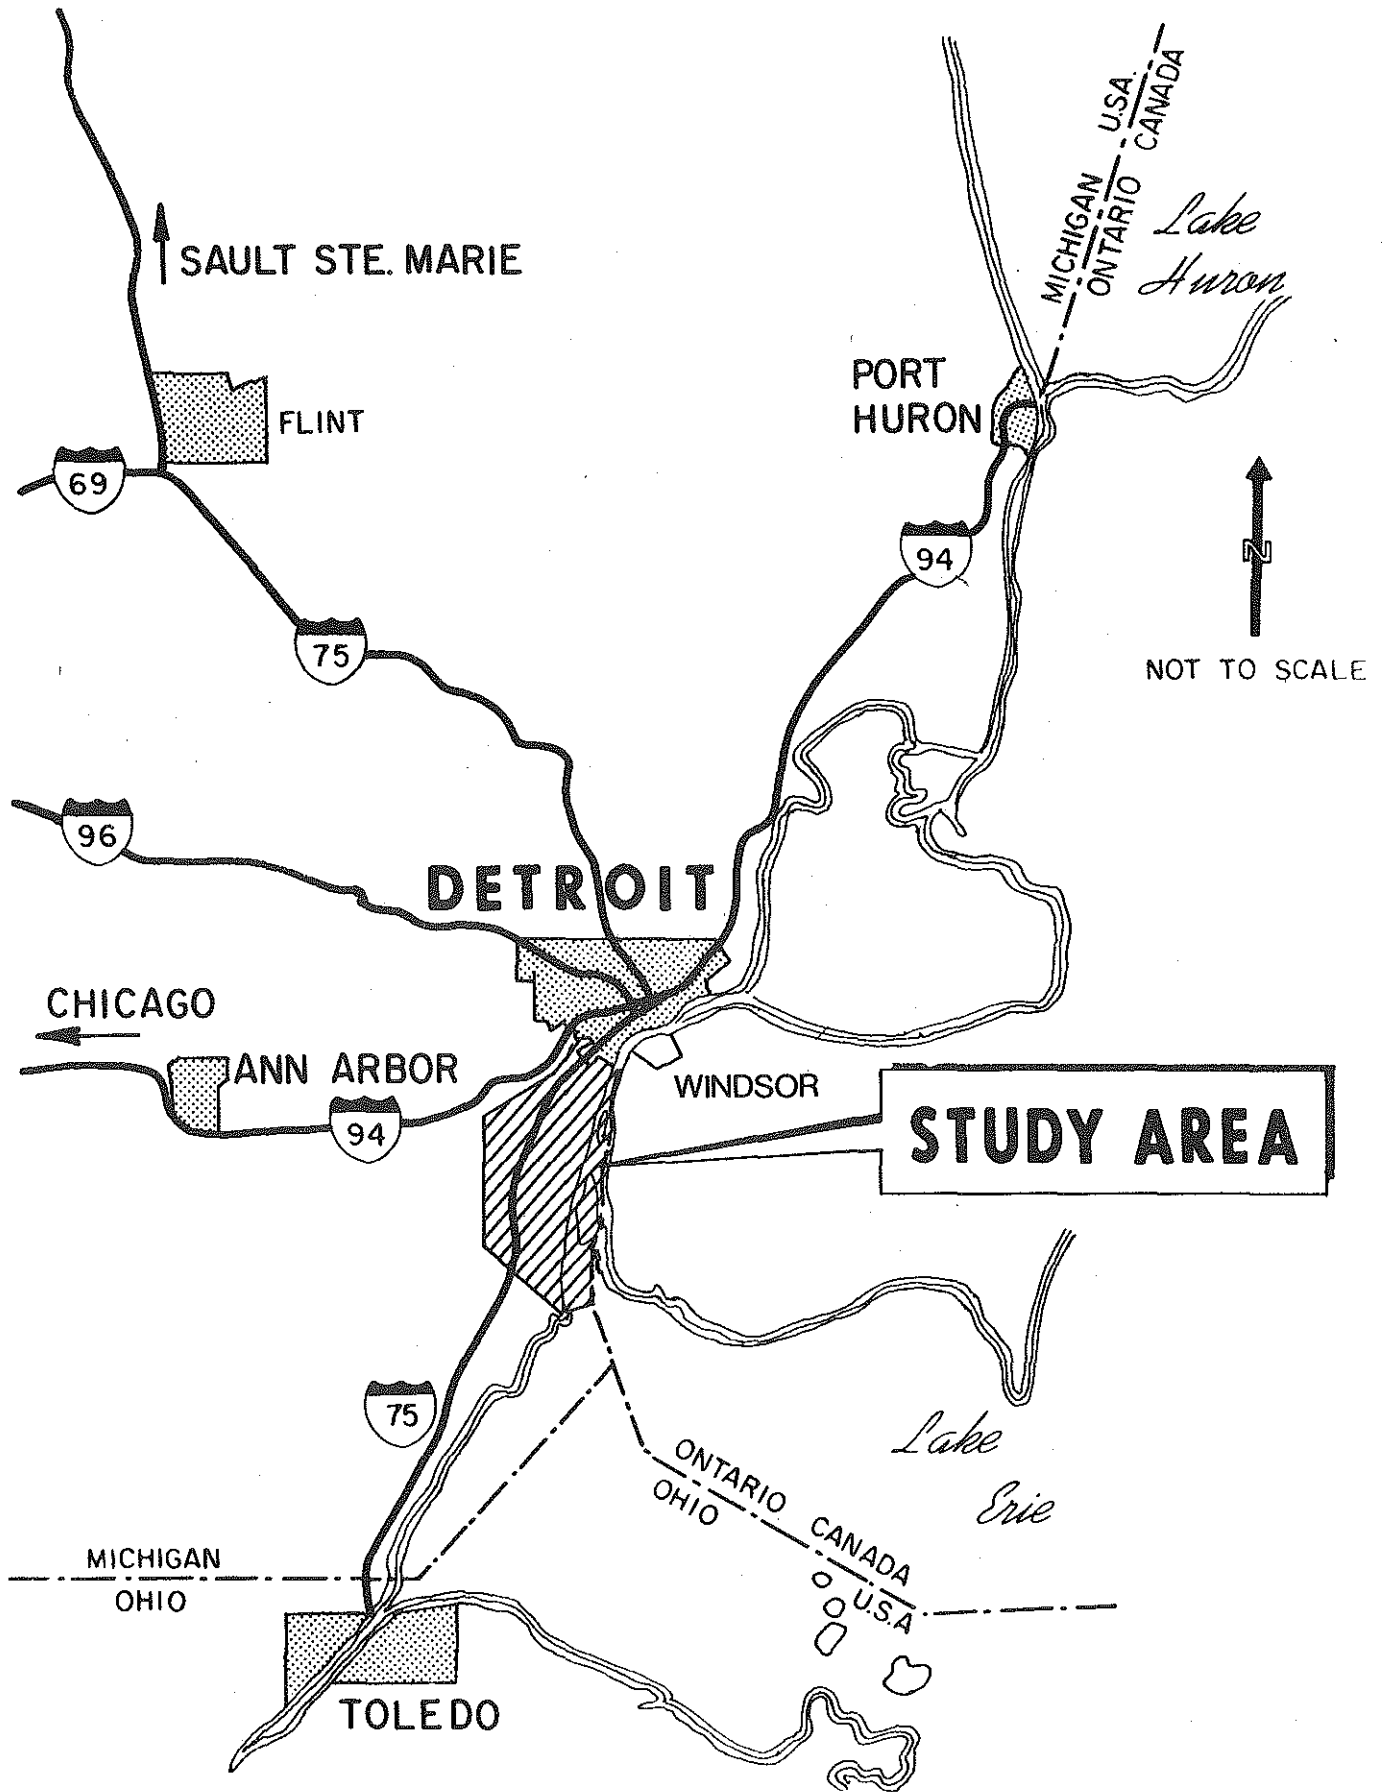 MICHIGAN U.S.A.
ONTARIO CANADA
Lake
Huron
SAULT STE. MARIE
PORT
HURON
FLINT
69
94
N
75
NOT TO SCALE
96
DETROIT
CHICAGO
ANN ARBOR
WINDSOR
94
STUDY AREA
75
Lake
Erie
ONTARIO CANADA
OHIO U.S.A
MICHIGAN
OHIO
TOLEDO